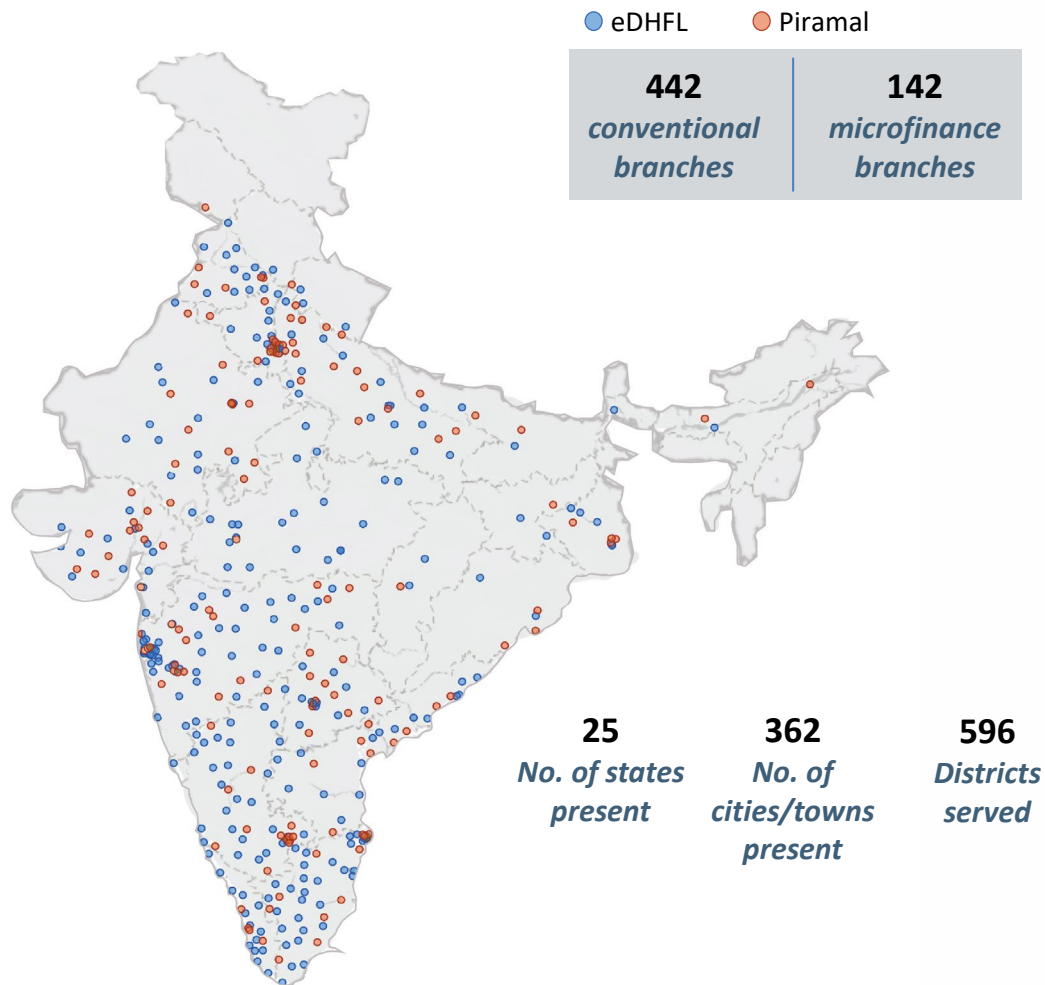 eDHFL
Piramal
442
conventional
branches
142
microfinance
branches
25
No. of states
present
362
No. of
cities/towns
present
596
Districts
served